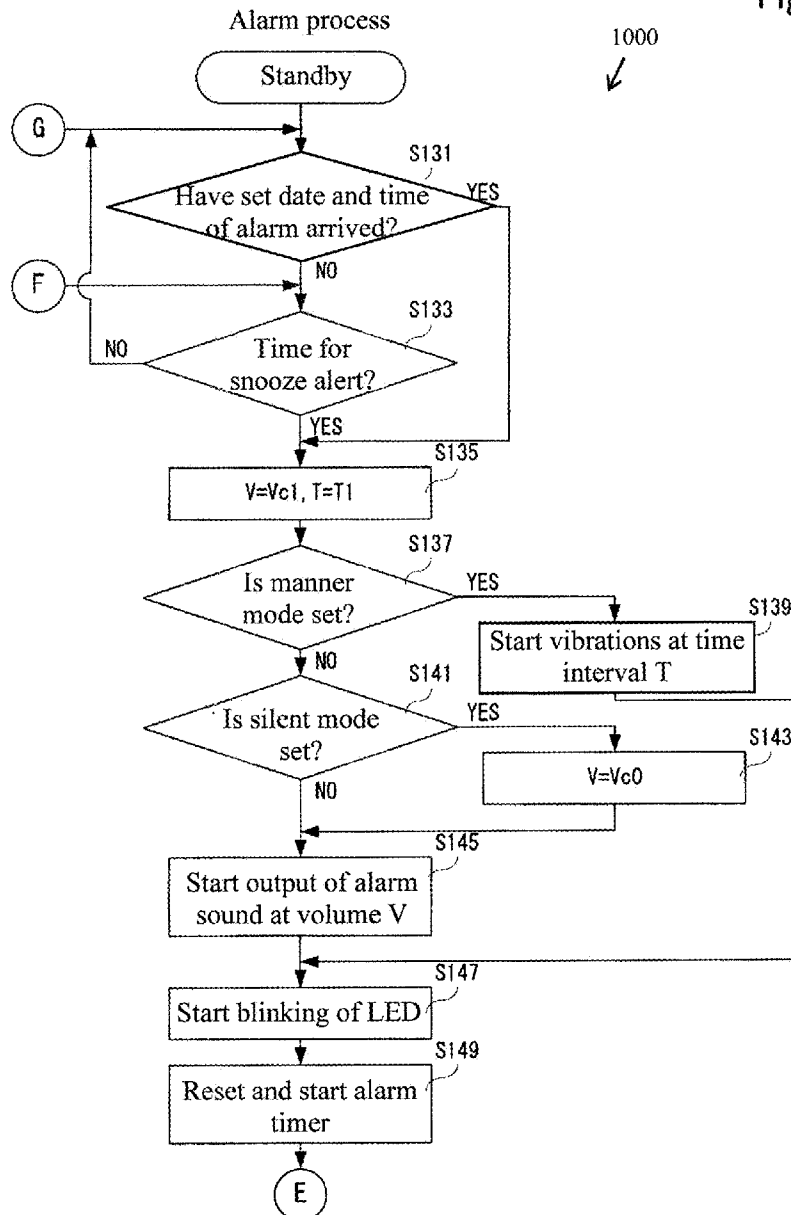 Alarm process
1000
Standby
G
S131
Have set date and time
of alarm arrived?
YES
NO
F
S133
Time for
snooze alert?
NO
YES
S135
V=Vc1, T=T1
S137
Is manner
mode set?
YES
NO
S139
Start vibrations at time
interval T
S141
Is silent mode
set?
YES
NO
S143
V=Vc0
S145
Start output of alarm
sound at volume V
S147
Start blinking of LED
S149
Reset and start alarm
timer
E